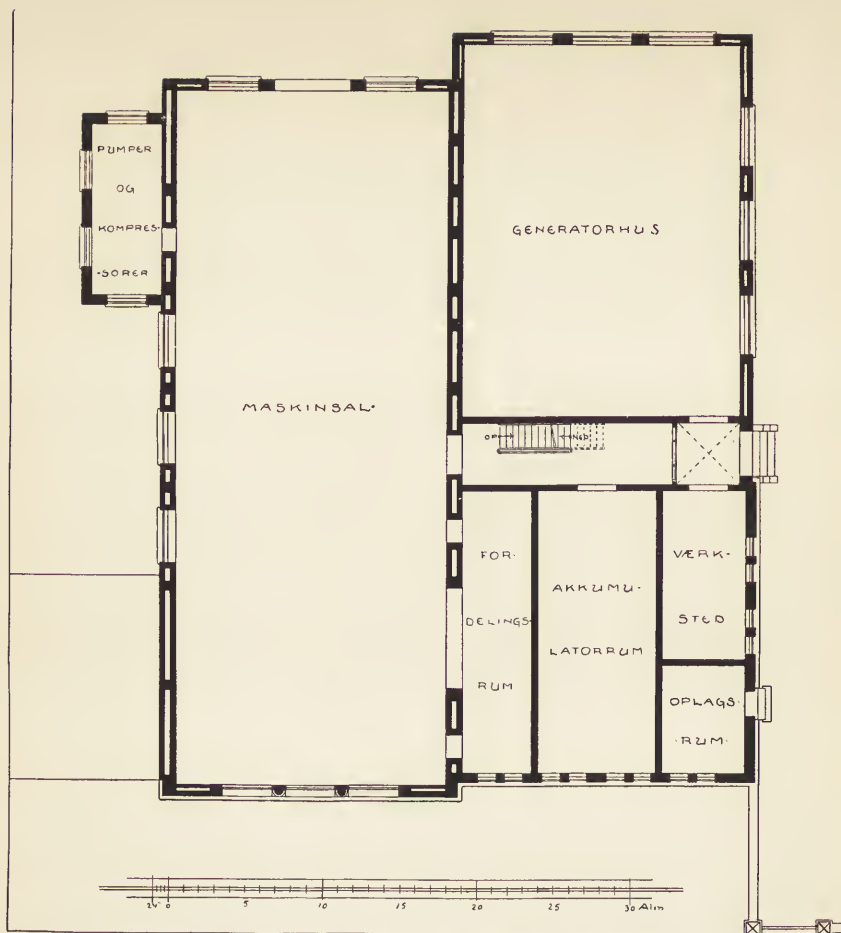 PUMPER
OG
KOMPRES-
-SORER
GENERATORHUS
MASKINSAL-
OP
NED
FOR-
DELINGS-
RUM
AKKUMU-
LATORRUM
VÆRK-
STED
OPLAGS-
-RUM-
24 0 5 10 15 20 25 30 Alen